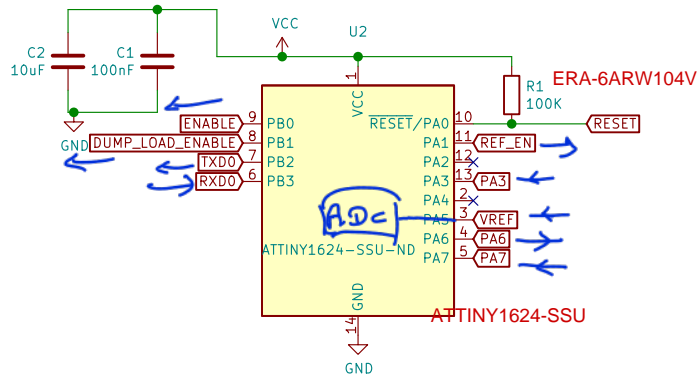 VCC
U2
C2
10uF
C1
100nF
GND
1
VCC
R1
100K
ERA-6ARW104V
ENABLE 9 PB0
DUMP_LOAD_ENABLE 8 PB1
TXD0 7 PB2
RXD0 6 PB3
RESET/PA0 10 RESET
PA1 11 REF_EN
PA2 12
PA3 13 PA3
PA4 2
PA5 3 VREF
PA6 4 PA6
PA7 5 PA7
ADC
ATTINY1624-SSU-ND
GND
14
ATTINY1624-SSU
GND